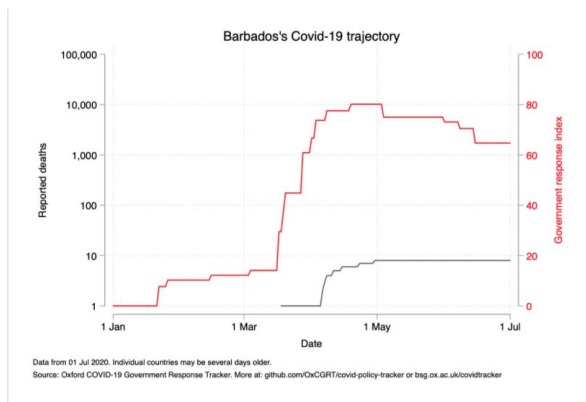 Barbados's Covid-19 trajectory
100,000
10,000
1,000
100
10
1
Reported deaths
100
80
60
40
20
0
Government response index
1 Jan
1 Mar
1 May
1 Jul
Date
Data from 01 Jul 2020. Individual countries may be several days older.
Source: Oxford COVID-19 Government Response Tracker. More at: github.com/OxCGRT/covid-policy-tracker or bsg.ox.ac.uk/covidtracker